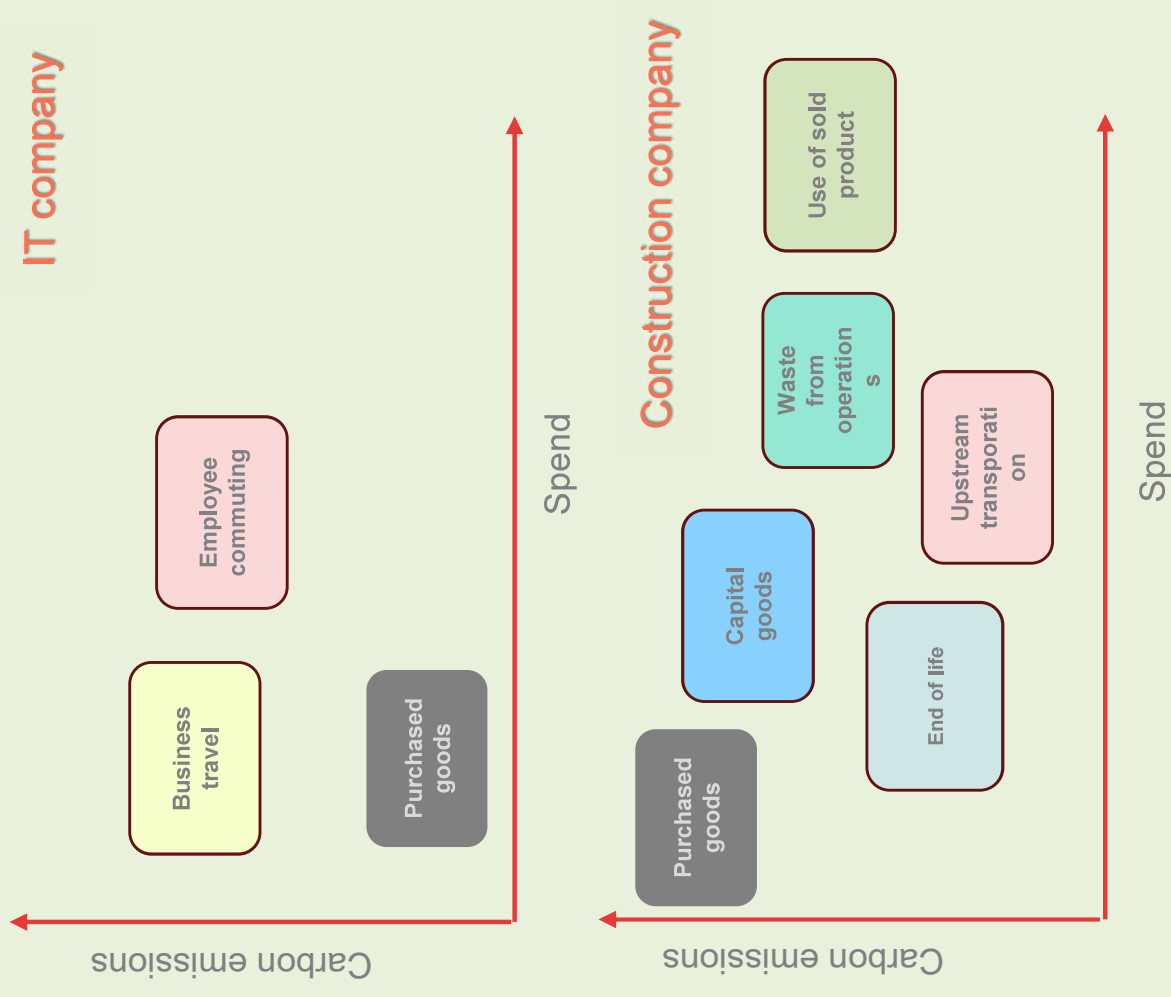 IT company
Employee
commuting
Business
travel
Purchased
goods
Spend
Carbon emissions
Construction company
Use of sold
product
Waste
from
operation
s
Upstream
transporati
on
Capital
goods
End of life
Purchased
goods
Spend
Carbon emissions